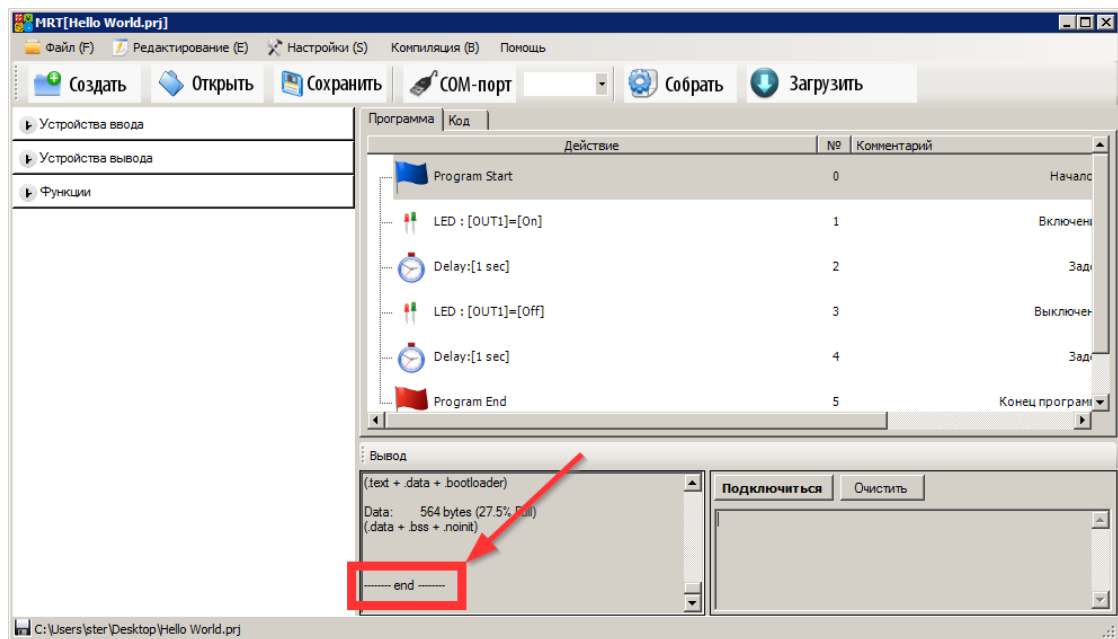 MRT[Hello World.prj]
Файл (F) Редактирование (E) Настройки (S) Компиляция (B) Помощь
Создать Открыть Сохранить COM-порт Собрать Загрузить
Устройства ввода
Устройства вывода
Функции
Программа Код
Действие № Комментарий
Program Start 0 Начало
LED : [OUT1]=[On] 1 Включени
Delay:[1 sec] 2 Заде
LED : [OUT1]=[Off] 3 Выключен
Delay:[1 sec] 4 Заде
Program End 5 Конец програм
Вывод
(.text + .data + .bootloader)
Data: 564 bytes (27.5% Full)
(.data + .bss + .noinit)
-------- end --------
Подключиться Очистить
C:\Users\ster\Desktop\Hello World.prj